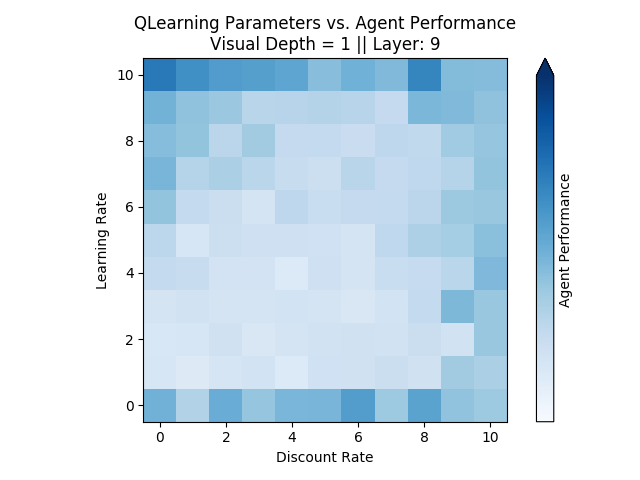 QLearning Parameters vs. Agent Performance
Visual Depth = 1 || Layer: 9
10
8
6
4
2
0
Learning Rate
0 2 4 6 8 10
Discount Rate
Agent Performance